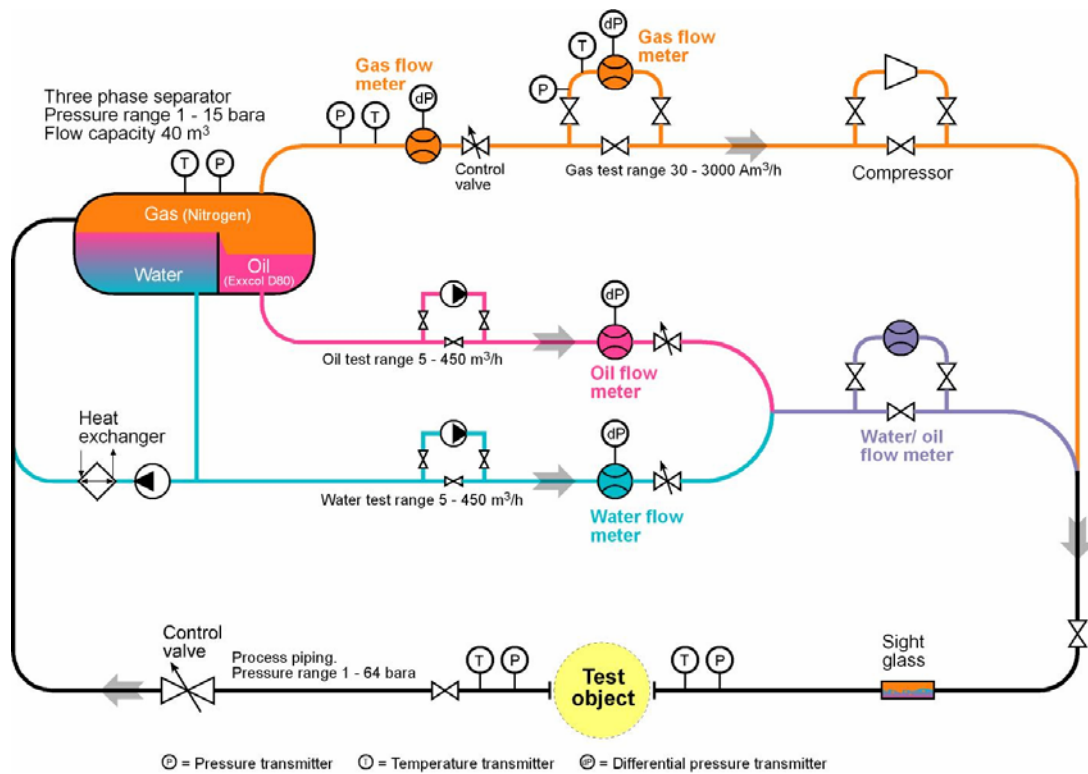 dP
T
Gas flow
meter
P
Gas flow
meter
dP
Three phase separator
Pressure range 1 - 15 bara
Flow capacity 40 m³
P
T
T
P
Control
valve
Gas test range 30 - 3000 Am³/h
Compressor
Gas (Nitrogen)
Water
Oil
(Exxcol D80)
dP
Oil test range 5 - 450 m³/h
Oil flow
meter
Heat
exchanger
Water/ oil
flow meter
dP
Water test range 5 - 450 m³/h
Water flow
meter
Control
valve
Process piping.
Pressure range 1 - 64 bara
T
P
Test
object
T
P
Sight
glass
P = Pressure transmitter
T = Temperature transmitter
dP = Differential pressure transmitter